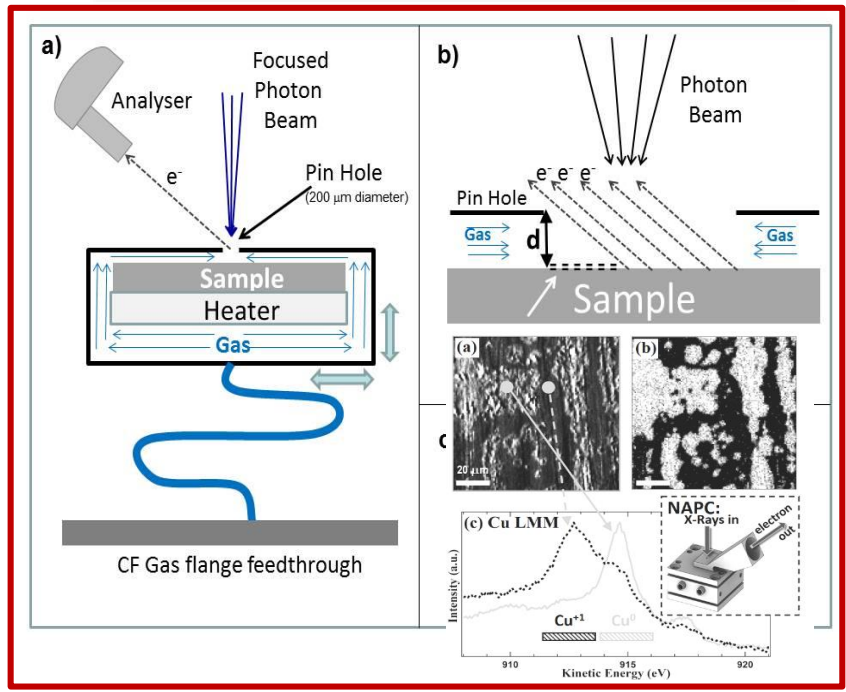 a)
Analyser
Focused
Photon
Beam
e-
Pin Hole
(200 μm diameter)
Sample
Heater
Gas
CF Gas flange feedthrough
b)
Photon
Beam
e- e- e-
Pin Hole
Gas
d
Gas
Sample
(a)
20 μm
(b)
(c) Cu LMM
NAPC:
X-Rays in
electron
out
Intensity (a.u.)
Cu+1
Cu0
910
915
920
Kinetic Energy (eV)